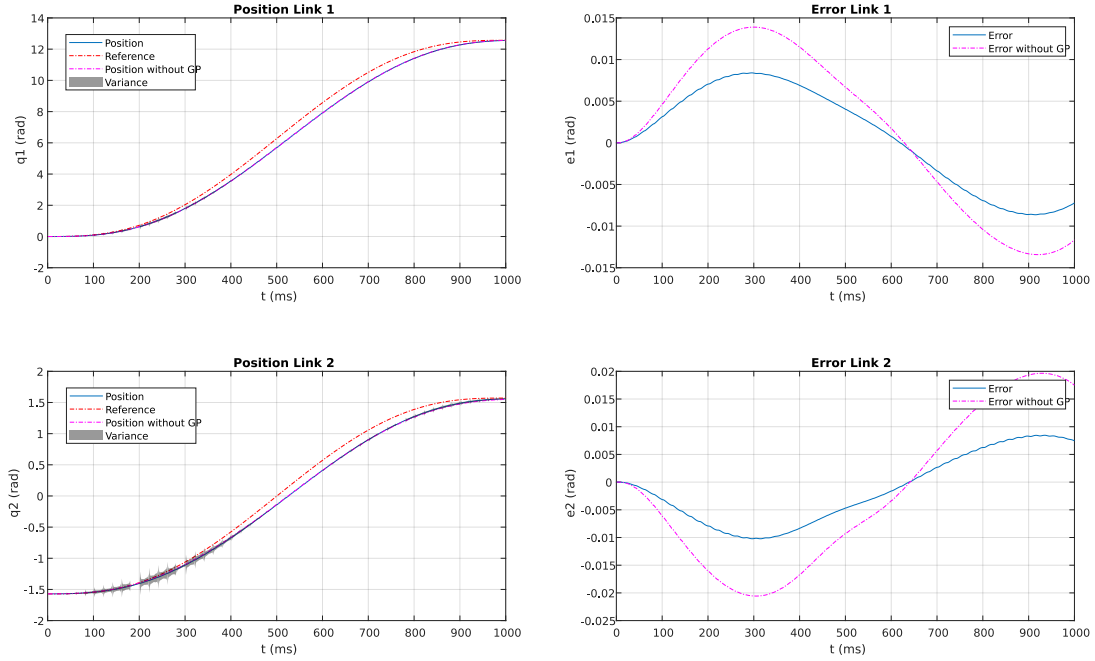 Position Link 1
14
12
10
8
6
4
2
0
-2
q1 (rad)
Position
Reference
Position without GP
Variance
0 100 200 300 400 500 600 700 800 900 1000
t (ms)
Error Link 1
0.015
0.01
0.005
0
-0.005
-0.01
-0.015
e1 (rad)
Error
Error without GP
0 100 200 300 400 500 600 700 800 900 1000
t (ms)
Position Link 2
2
1.5
1
0.5
0
-0.5
-1
-1.5
-2
q2 (rad)
Position
Reference
Position without GP
Variance
0 100 200 300 400 500 600 700 800 900 1000
t (ms)
Error Link 2
0.02
0.015
0.01
0.005
0
-0.005
-0.01
-0.015
-0.02
-0.025
e2 (rad)
Error
Error without GP
0 100 200 300 400 500 600 700 800 900 1000
t (ms)